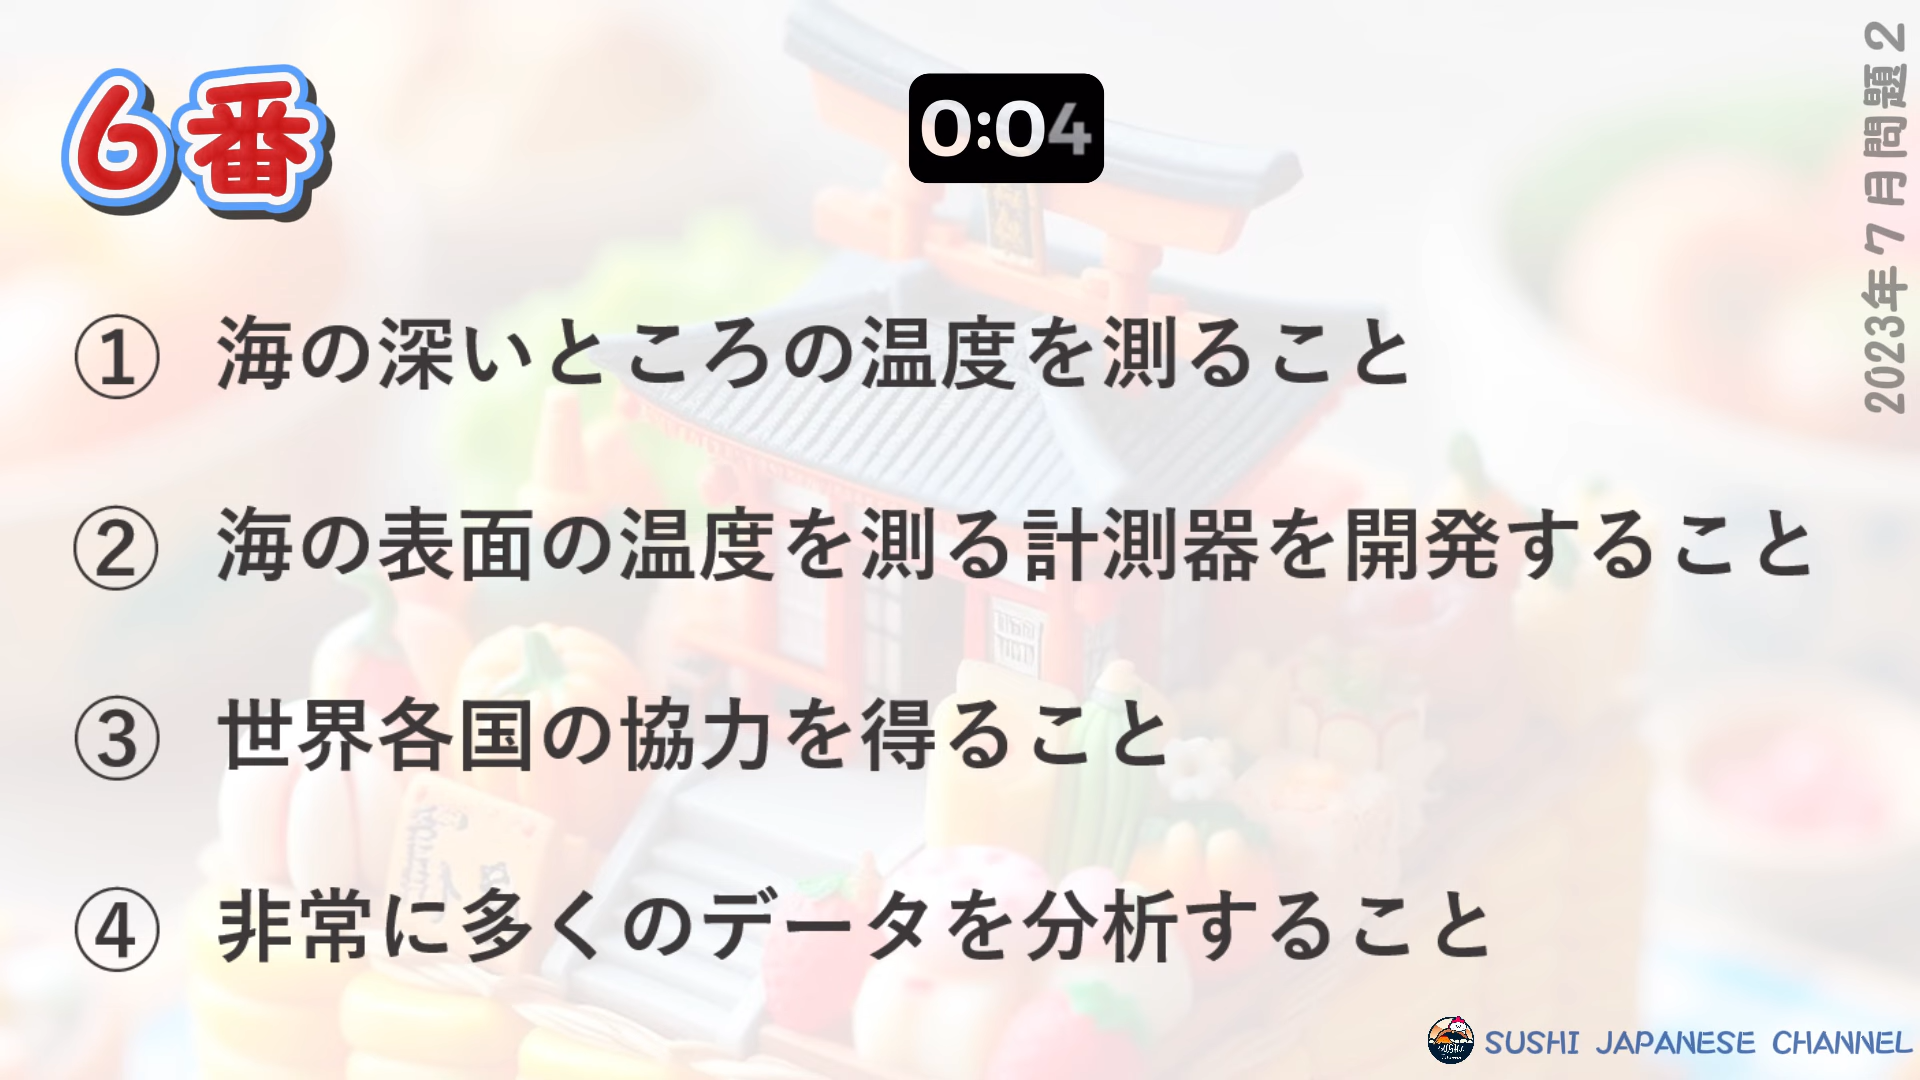 6番
0:04
2023年7月問題2
① 海の深いところの温度を測ること
② 海の表面の温度を測る計測器を開発すること
③ 世界各国の協力を得ること
④ 非常に多くのデータを分析すること
SUSHI JAPANESE CHANNEL